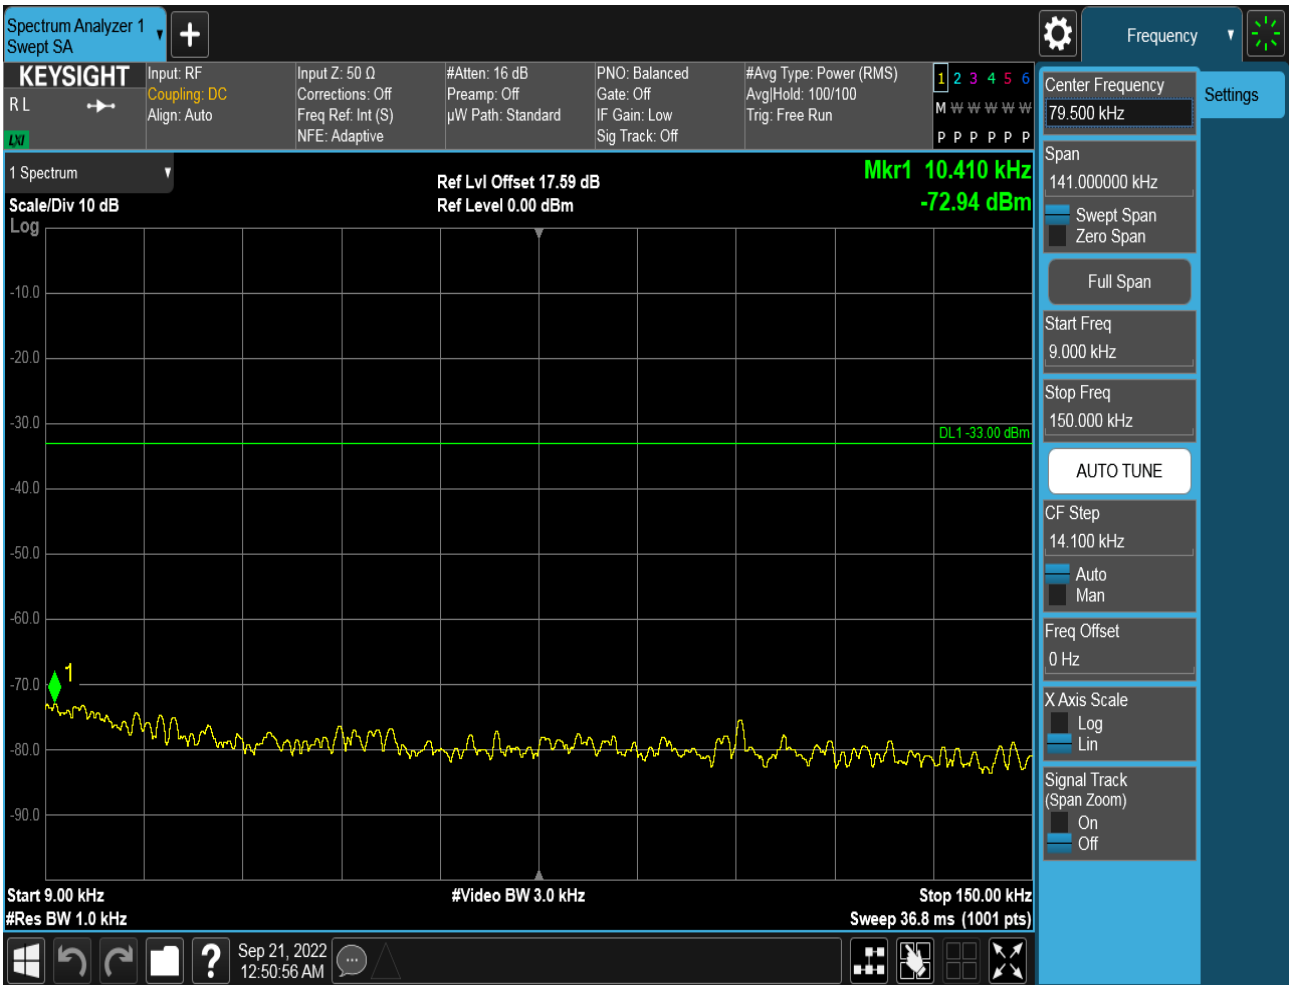 Spectrum Analyzer 1
Swept SA
Frequency
KEYSIGHT
R L
LXI
Input: RF
Coupling: DC
Align: Auto
Input Z: 50 Ω
Corrections: Off
Freq Ref: Int (S)
NFE: Adaptive
#Atten: 16 dB
Preamp: Off
µW Path: Standard
PNO: Balanced
Gate: Off
IF Gain: Low
Sig Track: Off
#Avg Type: Power (RMS)
Avg|Hold: 100/100
Trig: Free Run
1 2 3 4 5 6
M W W W W W
P P P P P P
1 Spectrum
Scale/Div 10 dB
Log
Ref Lvl Offset 17.59 dB
Ref Level 0.00 dBm
Mkr1 10.410 kHz
-72.94 dBm
-10.0
-20.0
-30.0
DL1 -33.00 dBm
-40.0
-50.0
-60.0
1
-70.0
-80.0
-90.0
Start 9.00 kHz
#Res BW 1.0 kHz
#Video BW 3.0 kHz
Stop 150.00 kHz
Sweep 36.8 ms (1001 pts)
Sep 21, 2022
12:50:56 AM
Center Frequency
79.500 kHz
Settings
Span
141.000000 kHz
Swept Span
Zero Span
Full Span
Start Freq
9.000 kHz
Stop Freq
150.000 kHz
AUTO TUNE
CF Step
14.100 kHz
Auto
Man
Freq Offset
0 Hz
X Axis Scale
Log
Lin
Signal Track
(Span Zoom)
On
Off